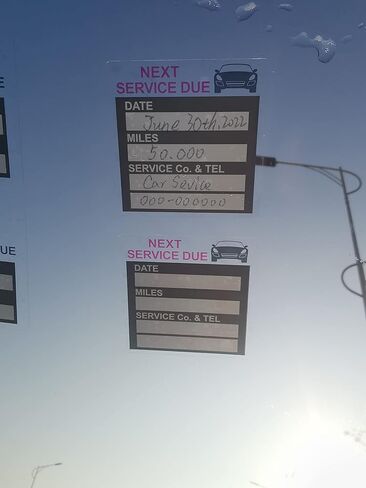 NEXT
SERVICE DUE
DATE
June 30th, 2022
MILES
50.000
SERVICE Co. & TEL
Car Sevice
000-000000
NEXT
SERVICE DUE
DATE
MILES
SERVICE Co. & TEL
DUE